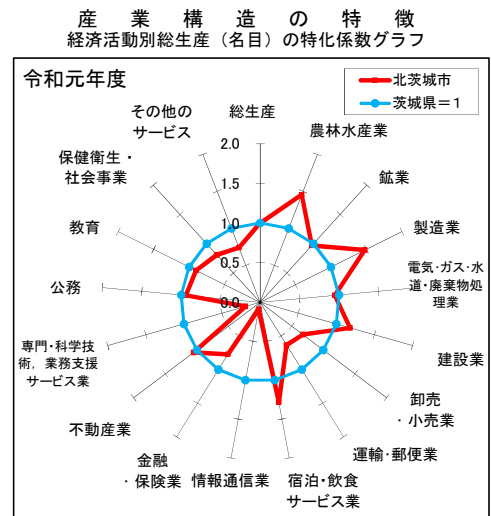 産業構造の特徴
経済活動別総生産（名目）の特化係数グラフ
令和元年度
北茨城市
茨城県＝１
総生産
農林水産業
鉱業
製造業
電気･ガス･水
道･廃棄物処
理業
建設業
卸売
・小売業
運輸･郵便業
宿泊・飲食
サービス業
情報通信業
金融
・保険業
不動産業
専門・科学技
術，業務支援
サービス業
公務
教育
保健衛生・
社会事業
その他の
サービス
2.0
1.5
1.0
0.5
0.0